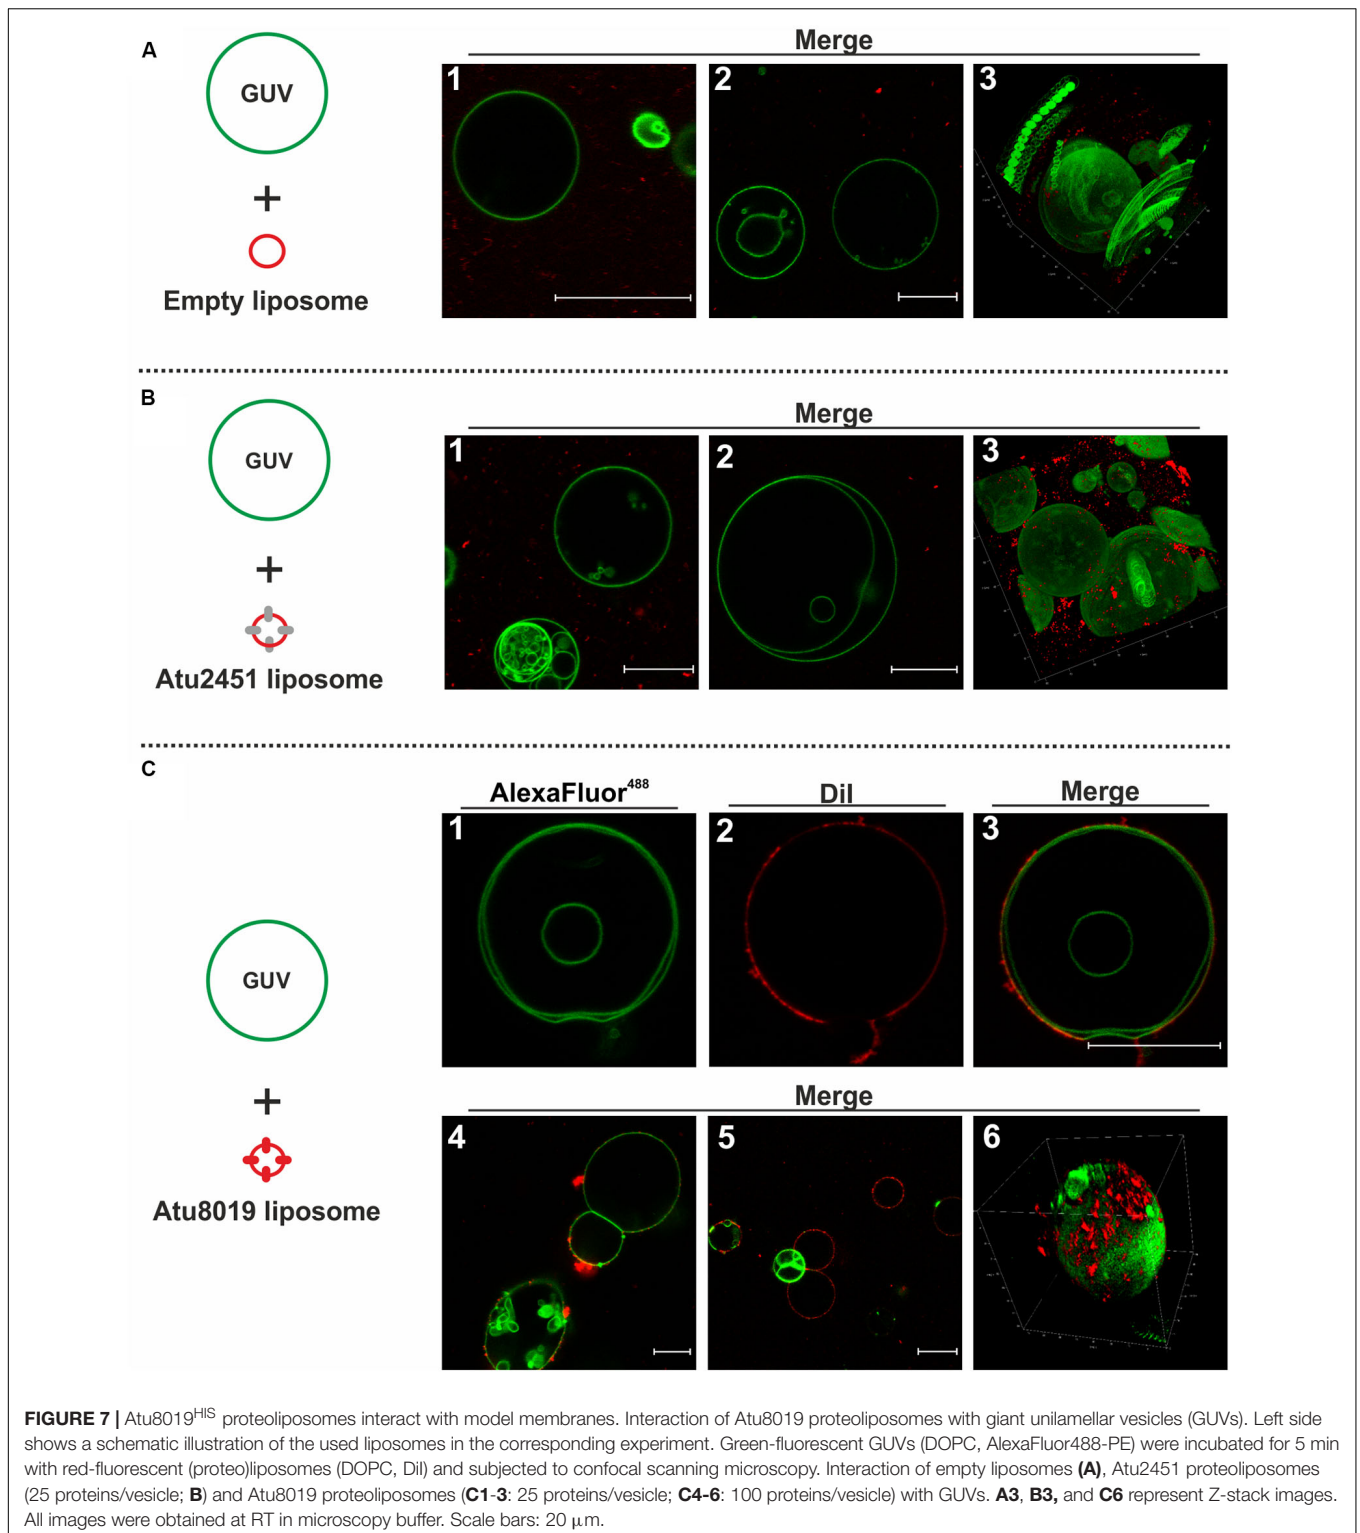 A
GUV
+
Empty liposome
Merge
1
2
3
B
GUV
+
Atu2451 liposome
Merge
1
2
3
C
GUV
+
Atu8019 liposome
AlexaFluor488
DiI
Merge
1
2
3
Merge
4
5
6
FIGURE 7 | Atu8019HIS proteoliposomes interact with model membranes. Interaction of Atu8019 proteoliposomes with giant unilamellar vesicles (GUVs). Left side
shows a schematic illustration of the used liposomes in the corresponding experiment. Green-fluorescent GUVs (DOPC, AlexaFluor488-PE) were incubated for 5 min
with red-fluorescent (proteo)liposomes (DOPC, DiI) and subjected to confocal scanning microscopy. Interaction of empty liposomes (A), Atu2451 proteoliposomes
(25 proteins/vesicle; B) and Atu8019 proteoliposomes (C1-3: 25 proteins/vesicle; C4-6: 100 proteins/vesicle) with GUVs. A3, B3, and C6 represent Z-stack images.
All images were obtained at RT in microscopy buffer. Scale bars: 20 μm.